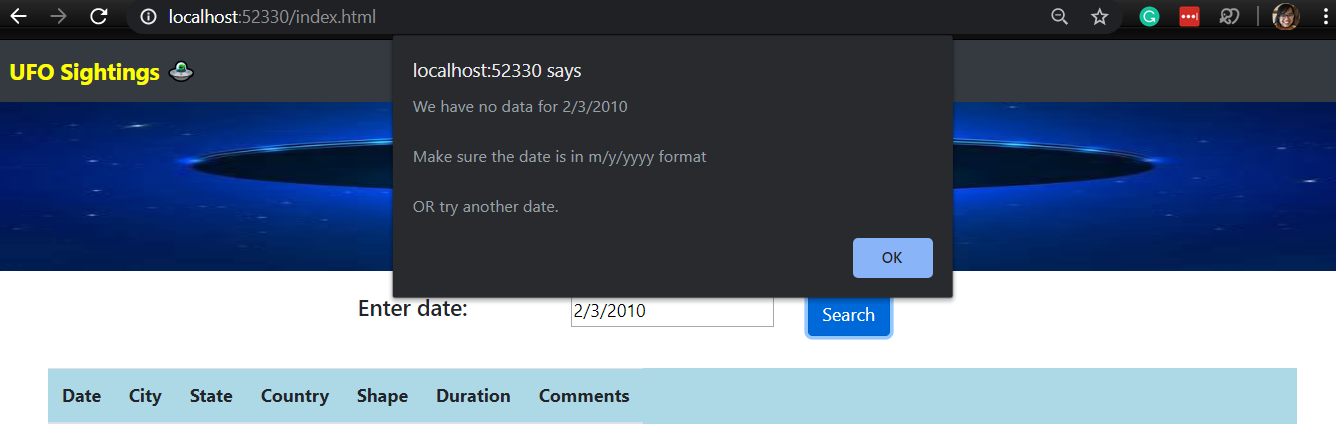 localhost:52330/index.html
UFO Sightings
localhost:52330 says
We have no data for 2/3/2010
Make sure the date is in m/y/yyyy format
OR try another date.
OK
Enter date:
2/3/2010
Search
Date City State Country Shape Duration Comments